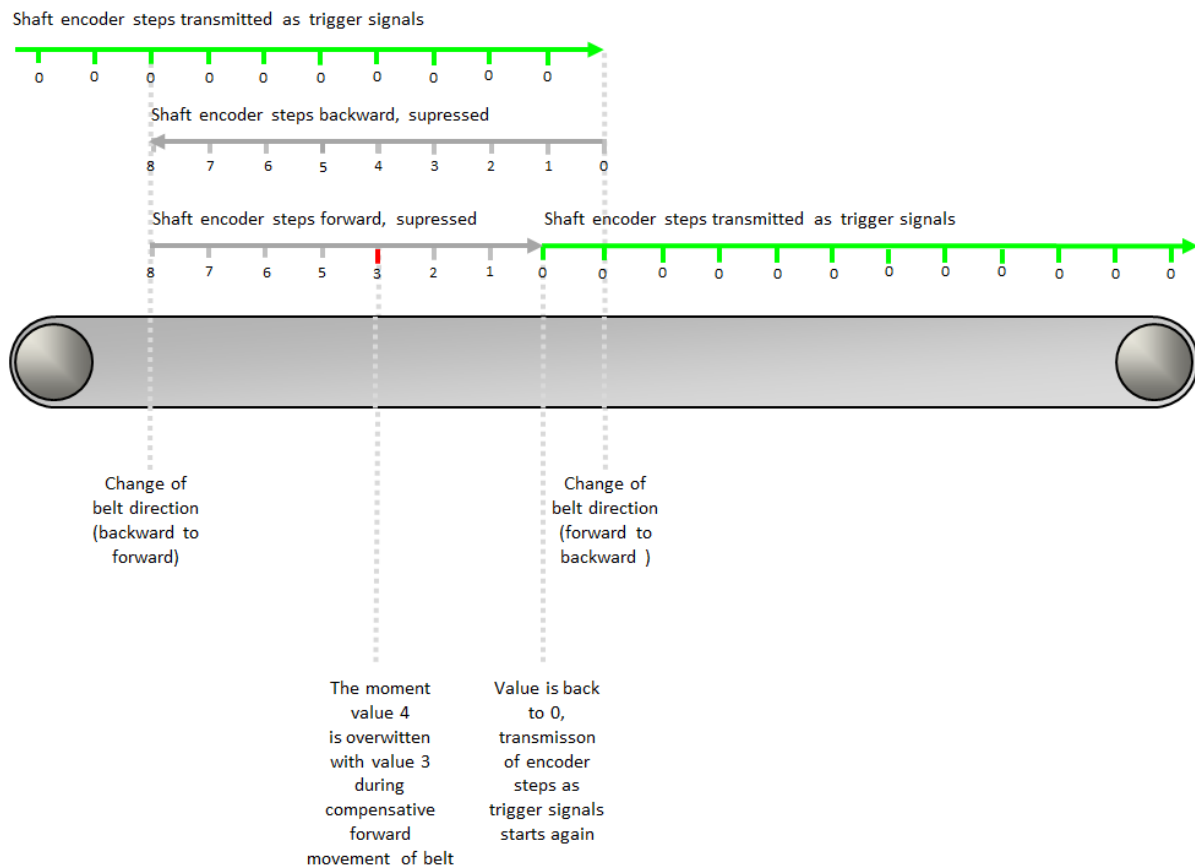 Shaft encoder steps transmitted as trigger signals
0 0 0 0 0 0 0 0 0 0
Shaft encoder steps backward, supressed
8 7 6 5 4 3 2 1 0
Shaft encoder steps forward, supressed
Shaft encoder steps transmitted as trigger signals
8 7 6 5 3 2 1 0 0 0 0 0 0 0 0 0 0 0 0
Change of
belt direction
(backward to
forward)
Change of
belt direction
(forward to
backward )
The moment
value 4
is overwitten
with value 3
during
compensative
forward
movement of belt
Value is back
to 0,
transmisson
of encoder
steps as
trigger signals
starts again